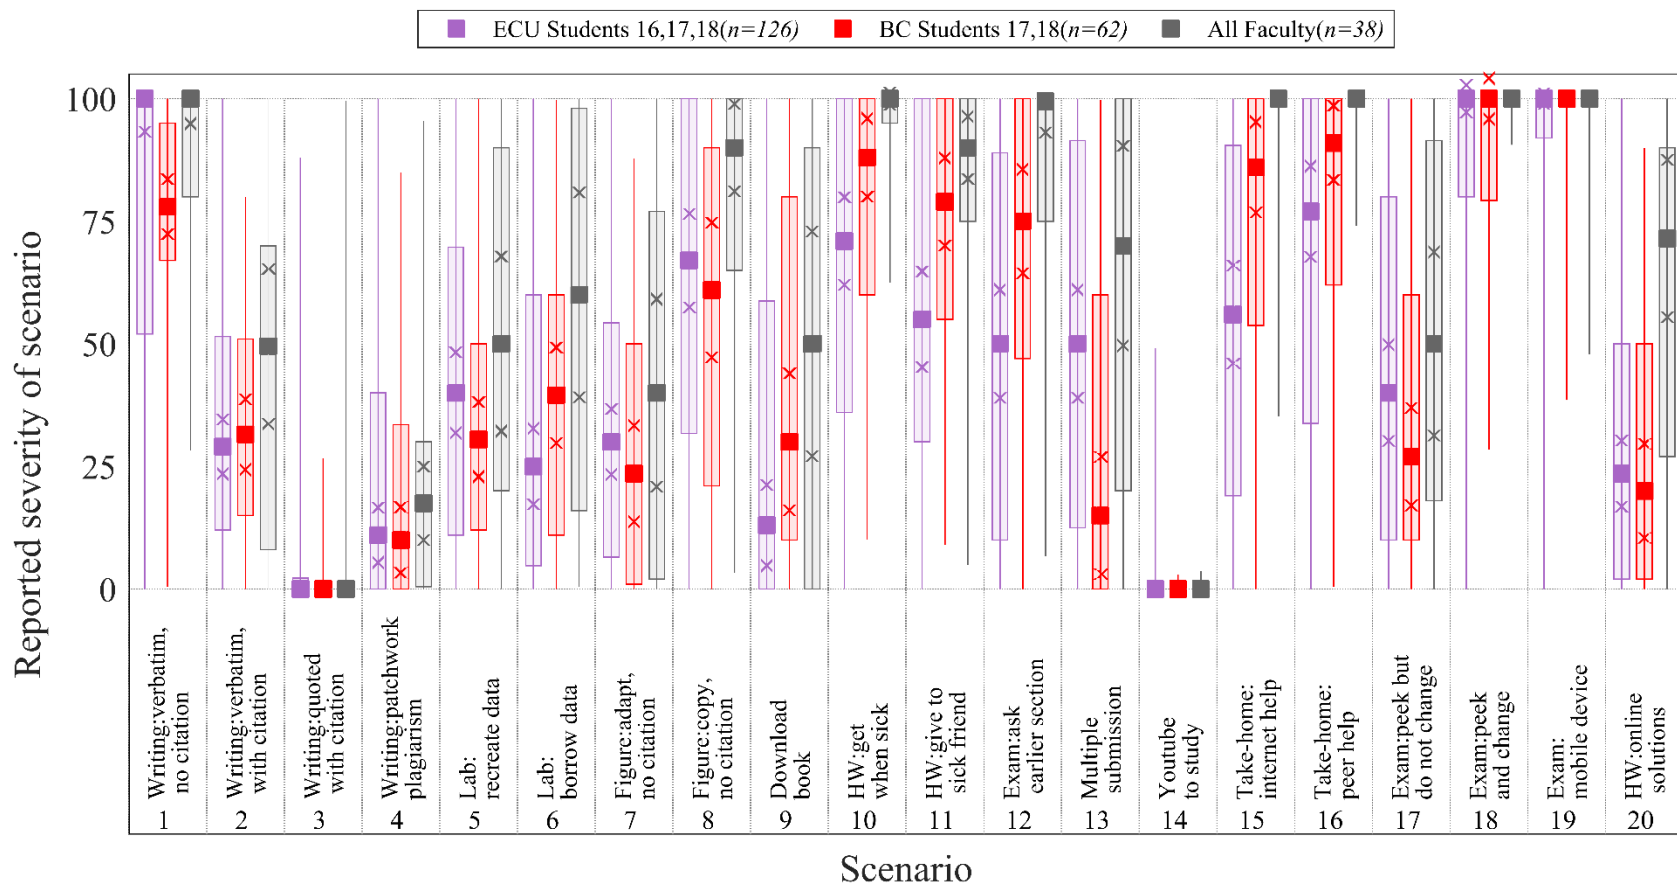 ECU Students 16,17,18(n=126) BC Students 17,18(n=62) All Faculty(n=38)
Reported severity of scenario
100
75
50
25
0
Writing:verbatim,
no citation
1
Writing:verbatim,
with citation
2
Writing:quoted
with citation
3
Writing:patchwork
plagiarism
4
Lab:
recreate data
5
Lab:
borrow data
6
Figure:adapt,
no citation
7
Figure:copy,
no citation
8
Download
book
9
HW:get
when sick
10
HW:give to
sick friend
11
Exam:ask
earlier section
12
Multiple
submission
13
Youtube
to study
14
Take-home:
internet help
15
Take-home:
peer help
16
Exam:peek but
do not change
17
Exam:peek
and change
18
Exam:
mobile device
19
HW:online
solutions
20
Scenario